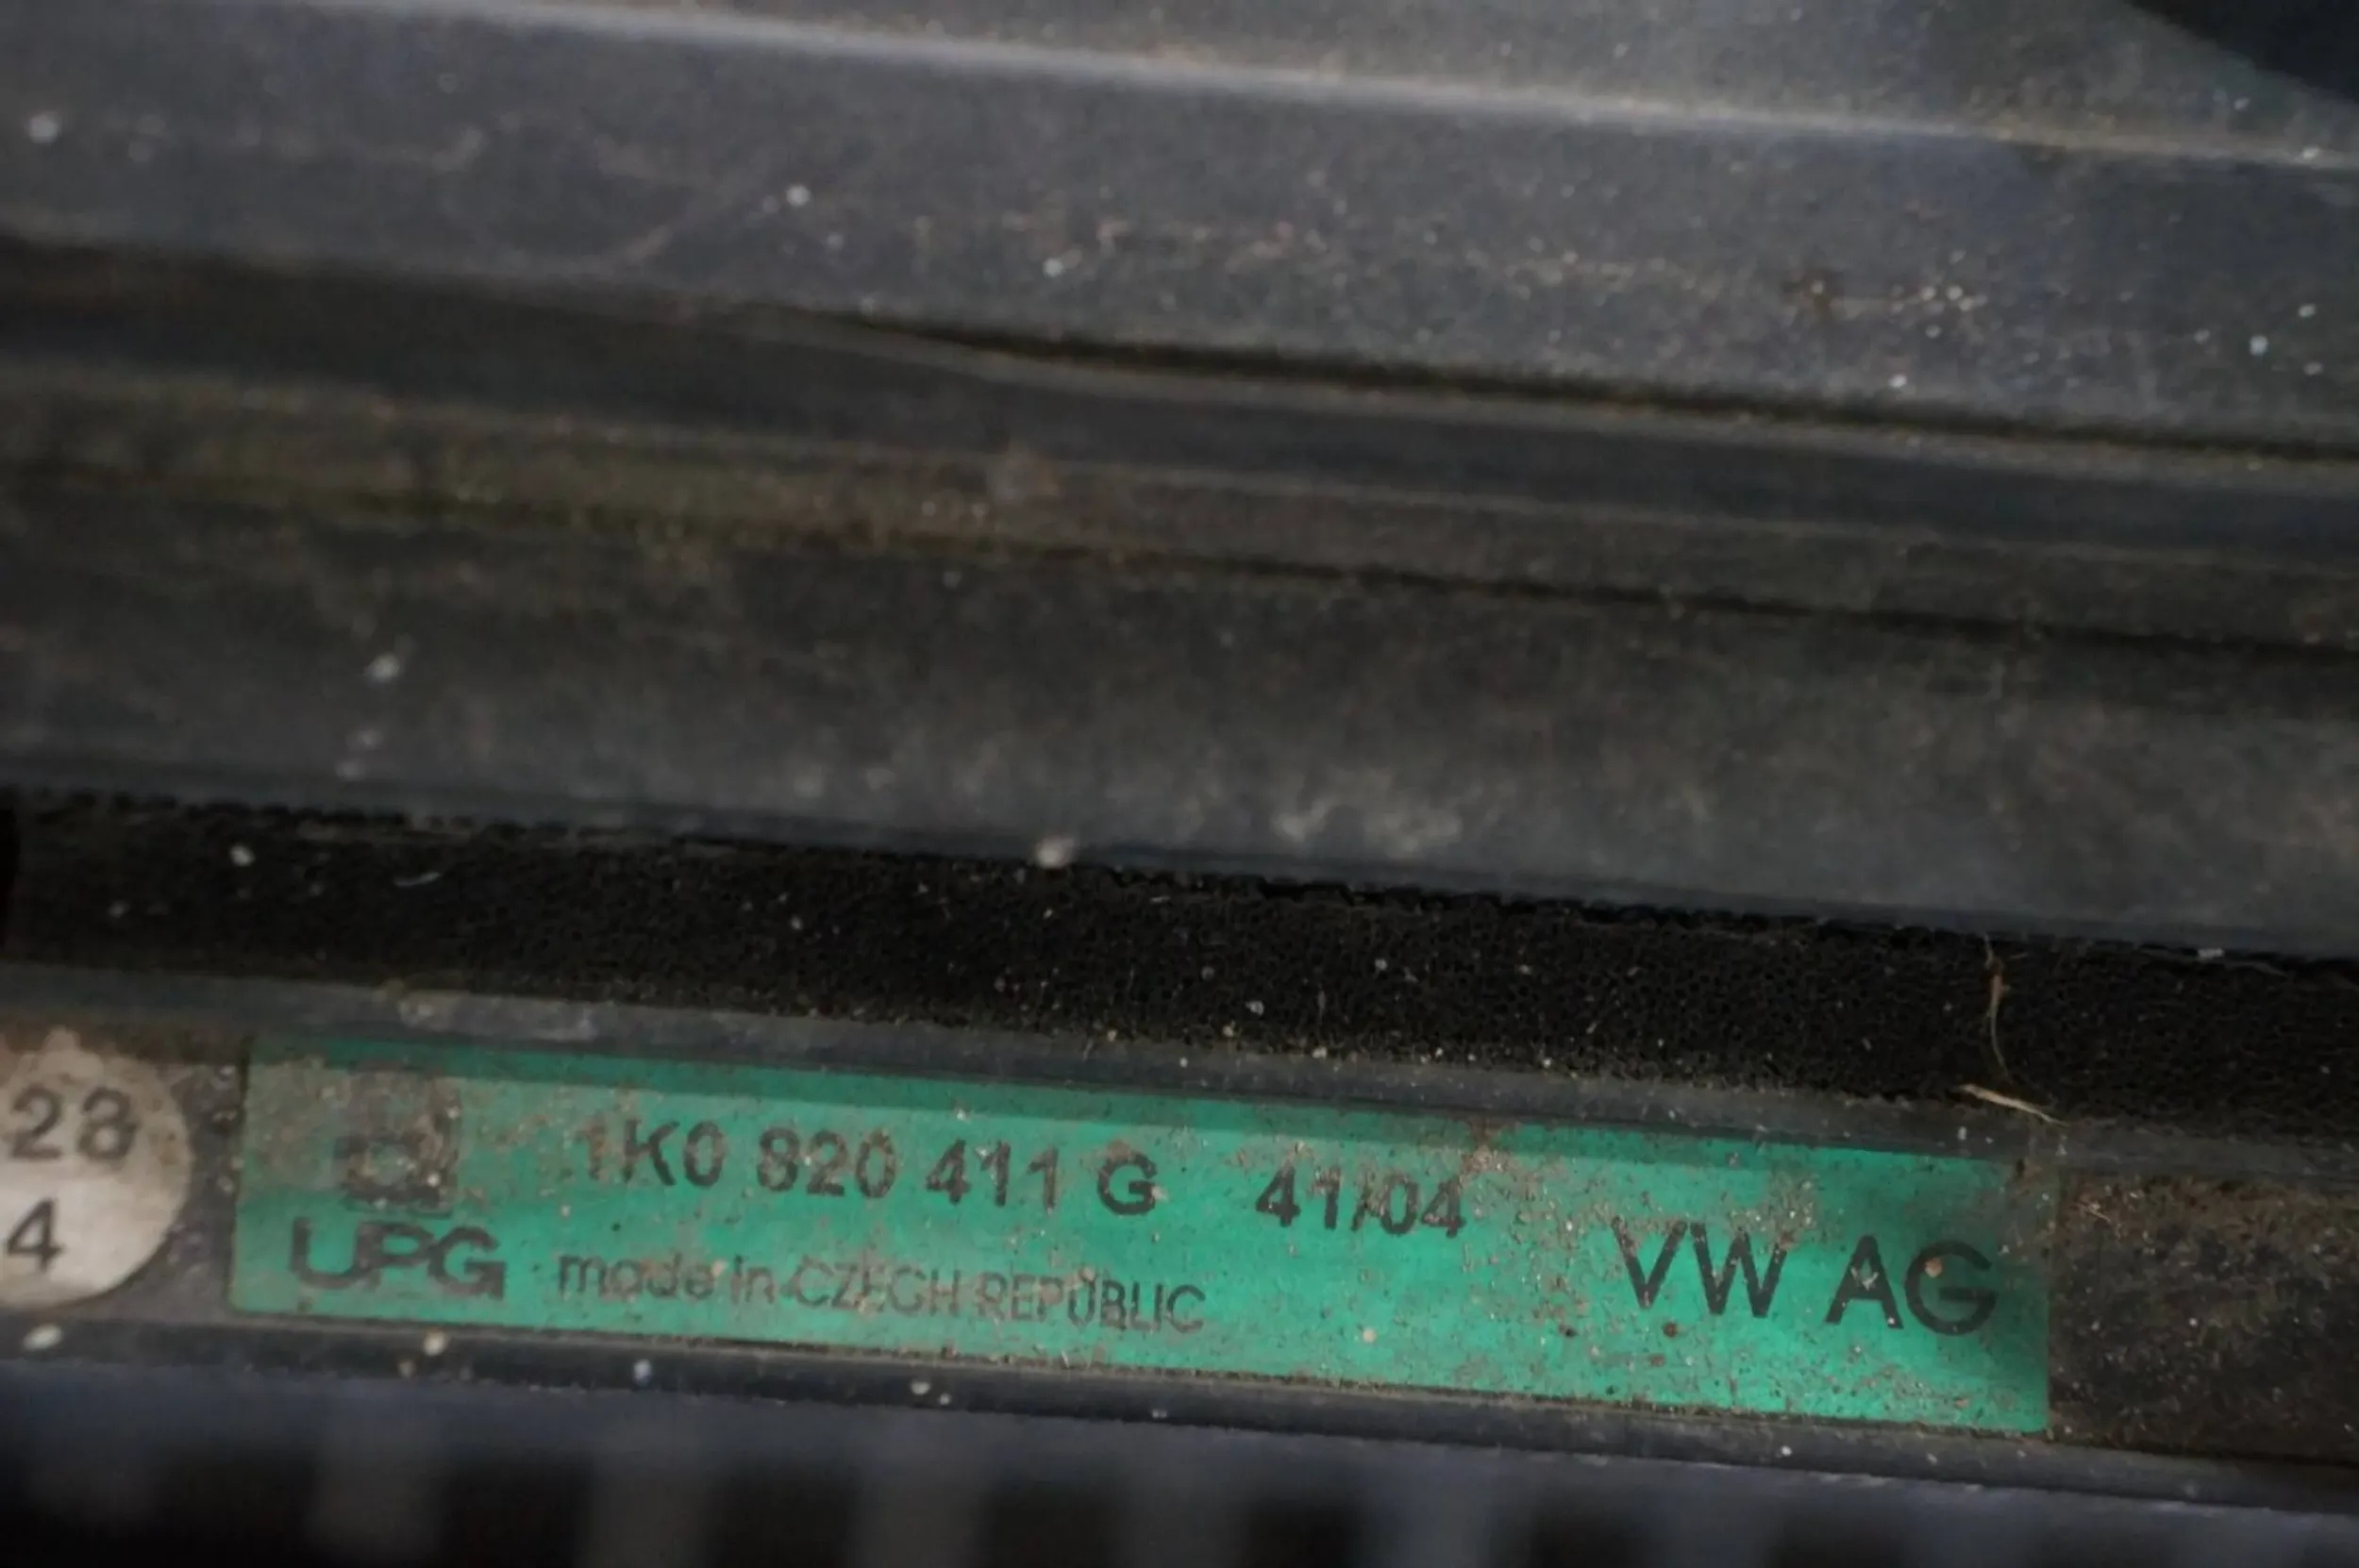 28
4
1K0 820 411 G 41/04
UPG made in CZECH REPUBLIC VW AG